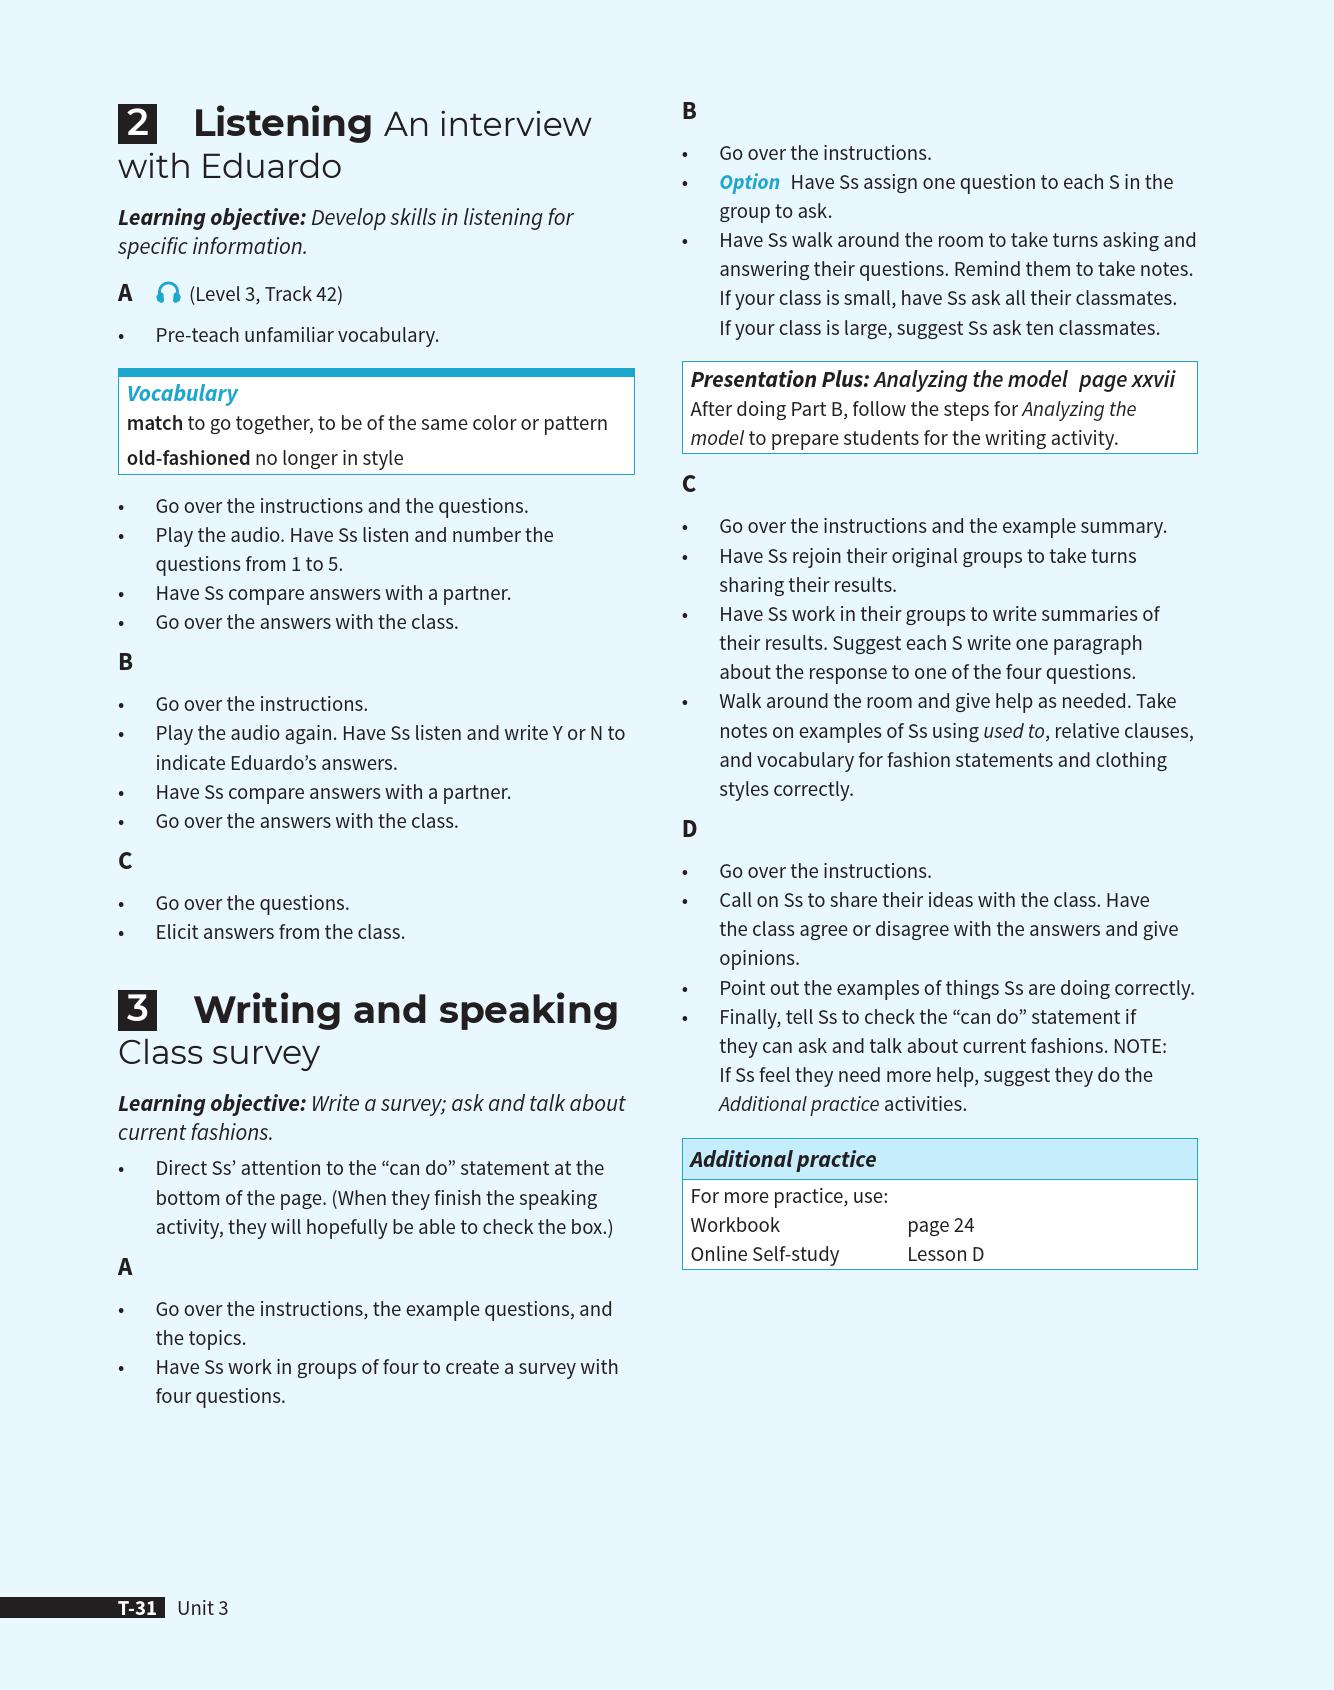 2 Listening An interview
with Eduardo
Learning objective: Develop skills in listening for
specific information.
A (Level 3, Track 42)
• Pre-teach unfamiliar vocabulary.
Vocabulary
match to go together, to be of the same color or pattern
old-fashioned no longer in style
• Go over the instructions and the questions.
• Play the audio. Have Ss listen and number the
questions from 1 to 5.
• Have Ss compare answers with a partner.
• Go over the answers with the class.
B
• Go over the instructions.
• Play the audio again. Have Ss listen and write Y or N to
indicate Eduardo’s answers.
• Have Ss compare answers with a partner.
• Go over the answers with the class.
C
• Go over the questions.
• Elicit answers from the class.
3 Writing and speaking
Class survey
Learning objective: Write a survey; ask and talk about
current fashions.
• Direct Ss’ attention to the “can do” statement at the
bottom of the page. (When they finish the speaking
activity, they will hopefully be able to check the box.)
A
• Go over the instructions, the example questions, and
the topics.
• Have Ss work in groups of four to create a survey with
four questions.
B
• Go over the instructions.
• Option Have Ss assign one question to each S in the
group to ask.
• Have Ss walk around the room to take turns asking and
answering their questions. Remind them to take notes.
If your class is small, have Ss ask all their classmates.
If your class is large, suggest Ss ask ten classmates.
Presentation Plus: Analyzing the model page xxvii
After doing Part B, follow the steps for Analyzing the
model to prepare students for the writing activity.
C
• Go over the instructions and the example summary.
• Have Ss rejoin their original groups to take turns
sharing their results.
• Have Ss work in their groups to write summaries of
their results. Suggest each S write one paragraph
about the response to one of the four questions.
• Walk around the room and give help as needed. Take
notes on examples of Ss using used to, relative clauses,
and vocabulary for fashion statements and clothing
styles correctly.
D
• Go over the instructions.
• Call on Ss to share their ideas with the class. Have
the class agree or disagree with the answers and give
opinions.
• Point out the examples of things Ss are doing correctly.
• Finally, tell Ss to check the “can do” statement if
they can ask and talk about current fashions. NOTE:
If Ss feel they need more help, suggest they do the
Additional practice activities.
Additional practice
For more practice, use:
Workbook page 24
Online Self-study Lesson D
T-31 Unit 3